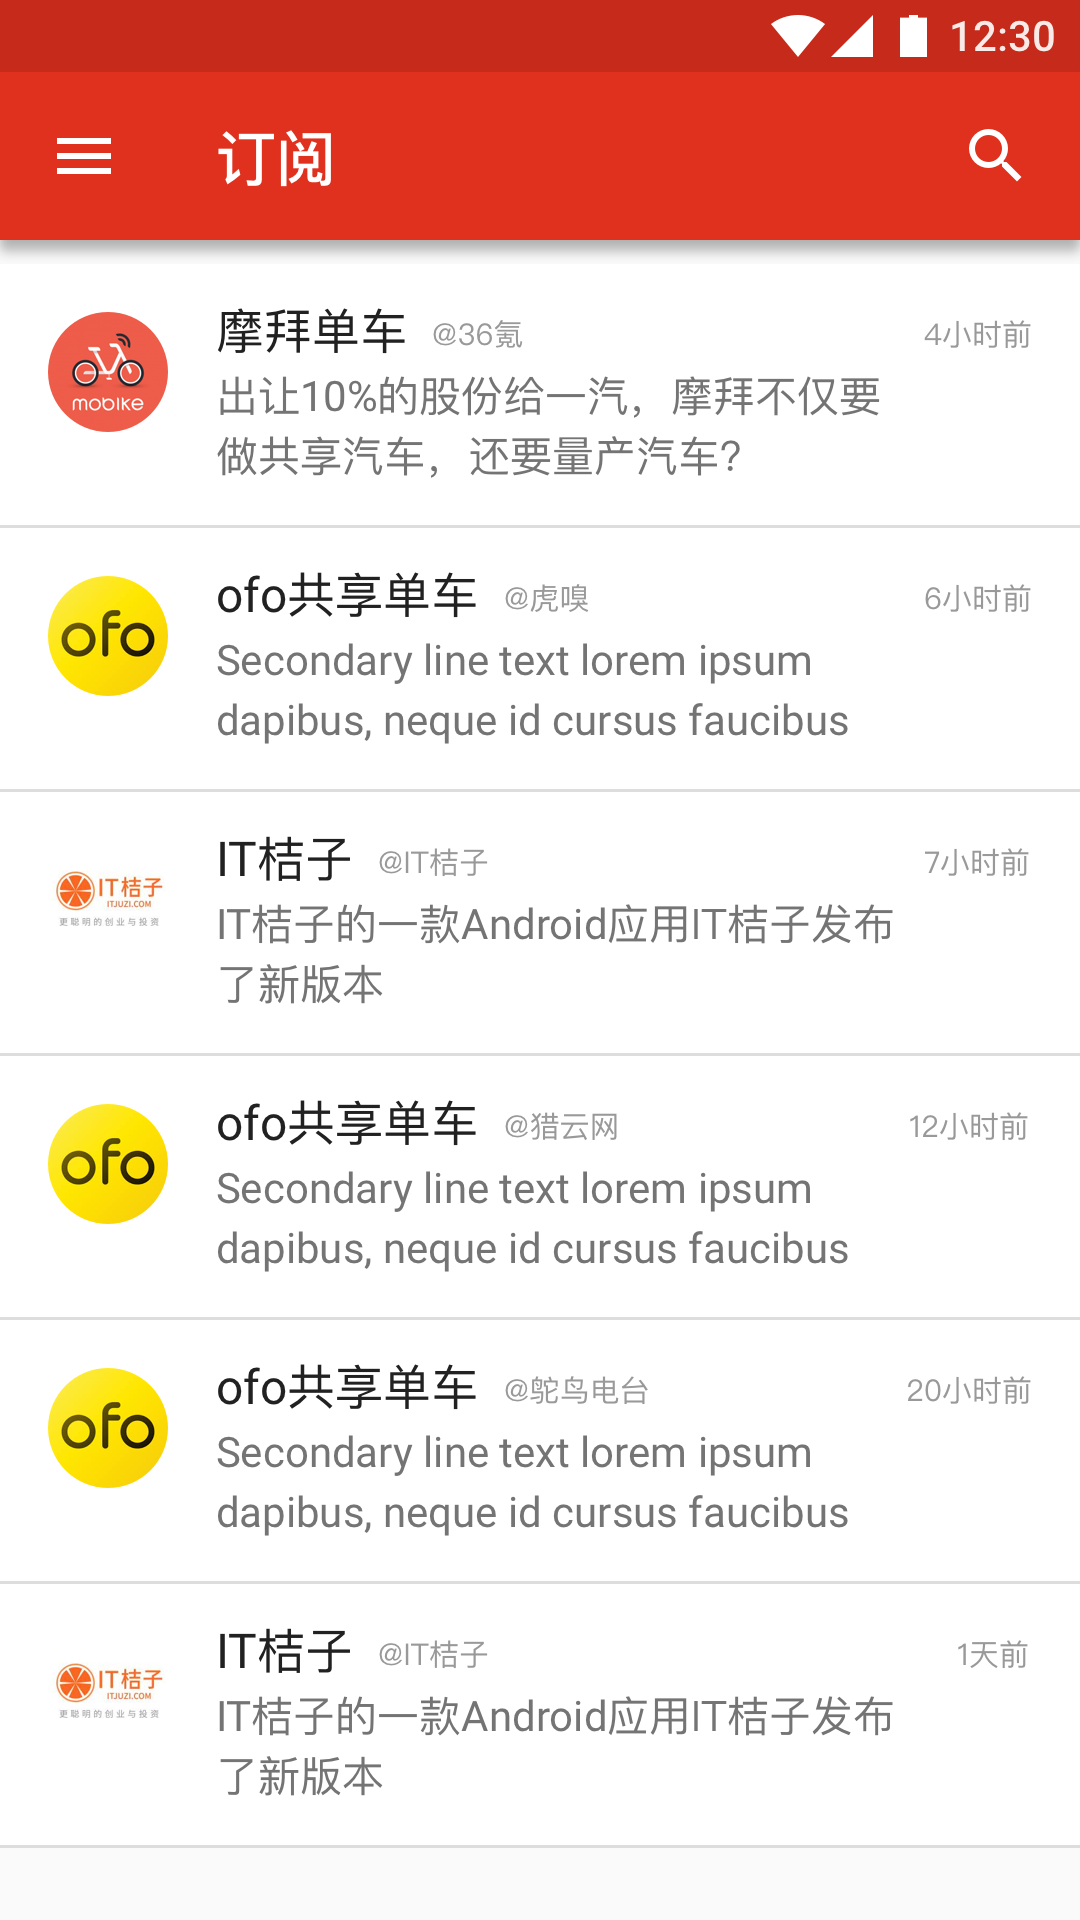 12:30
订阅
摩拜单车 @36氪 4小时前
mobike
出让10%的股份给一汽，摩拜不仅要
做共享汽车，还要量产汽车？
ofo共享单车 @虎嗅 6小时前
ofo
Secondary line text lorem ipsum
dapibus, neque id cursus faucibus
IT桔子 @IT桔子 7小时前
IT桔子
ITJUZI.COM
更聪明的创业与投资
IT桔子的一款Android应用IT桔子发布
了新版本
ofo共享单车 @猎云网 12小时前
ofo
Secondary line text lorem ipsum
dapibus, neque id cursus faucibus
ofo共享单车 @鸵鸟电台 20小时前
ofo
Secondary line text lorem ipsum
dapibus, neque id cursus faucibus
IT桔子 @IT桔子 1天前
IT桔子
ITJUZI.COM
更聪明的创业与投资
IT桔子的一款Android应用IT桔子发布
了新版本